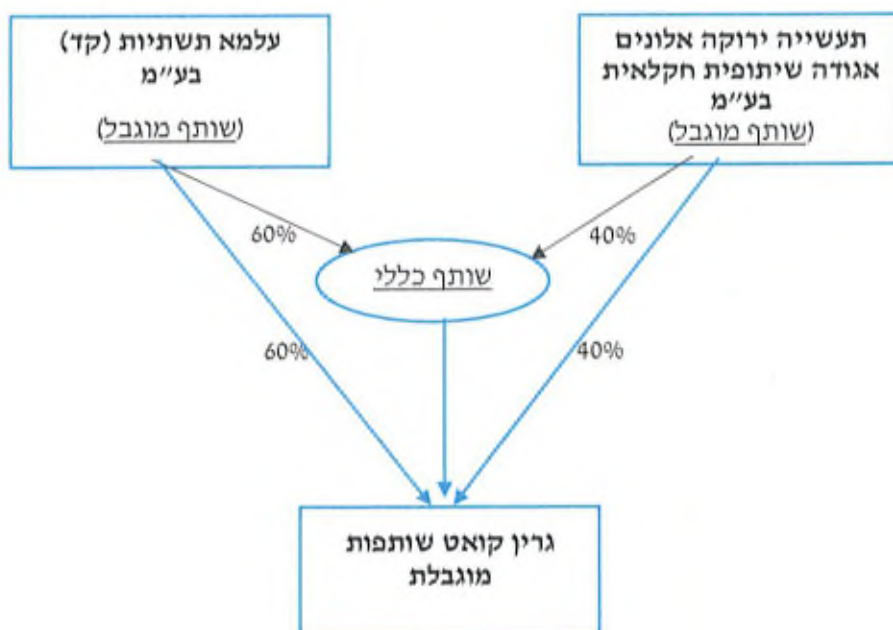 תעשייה ירוקה אלונים
אגודה שיתופית חקלאית
בע״מ
(שותף מוגבל)
עלמא תשתיות (קד)
בע״מ
(שותף מוגבל)
40%
60%
שותף כללי
40%
60%
גרין קואט שותפות
מוגבלת